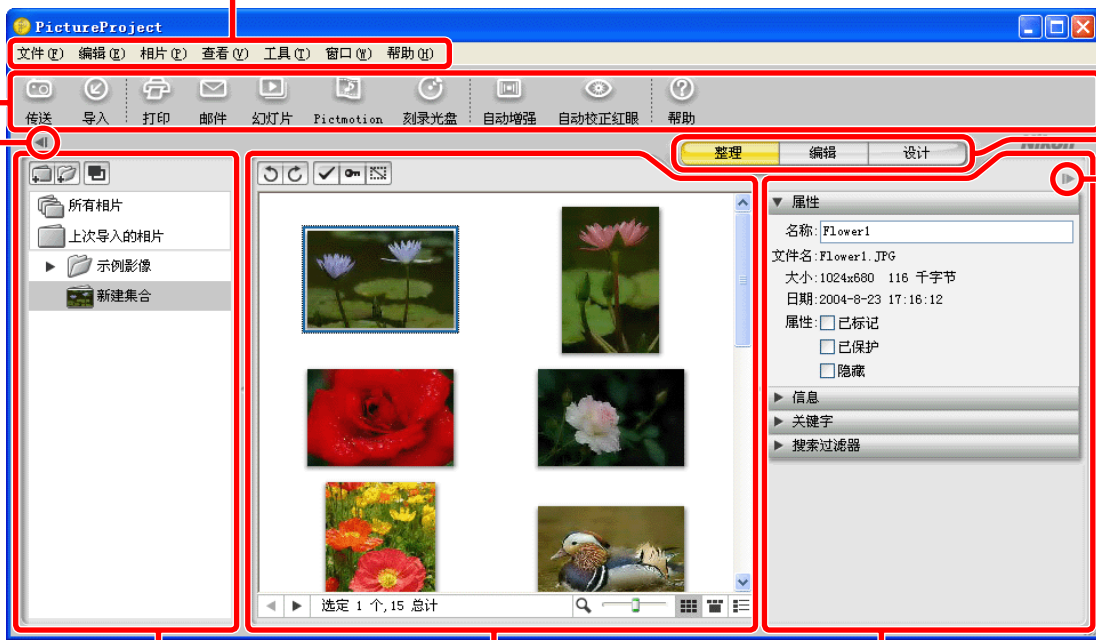 PictureProject
文件(F) 编辑(E) 相片(P) 查看(V) 工具(T) 窗口(W) 帮助(H)
传送 导入 打印 邮件 幻灯片 Pictmotion 刻录光盘 自动增强 自动校正红眼 帮助
整理 编辑 设计
Nikon
所有相片
上次导入的相片
示例影像
新建集合
选定 1 个,15 总计
属性
名称: Flower1
文件名:Flower1.JPG
大小:1024x680 116 千字节
日期:2004-8-23 17:16:12
属性: 已标记
已保护
隐藏
信息
关键字
搜索过滤器